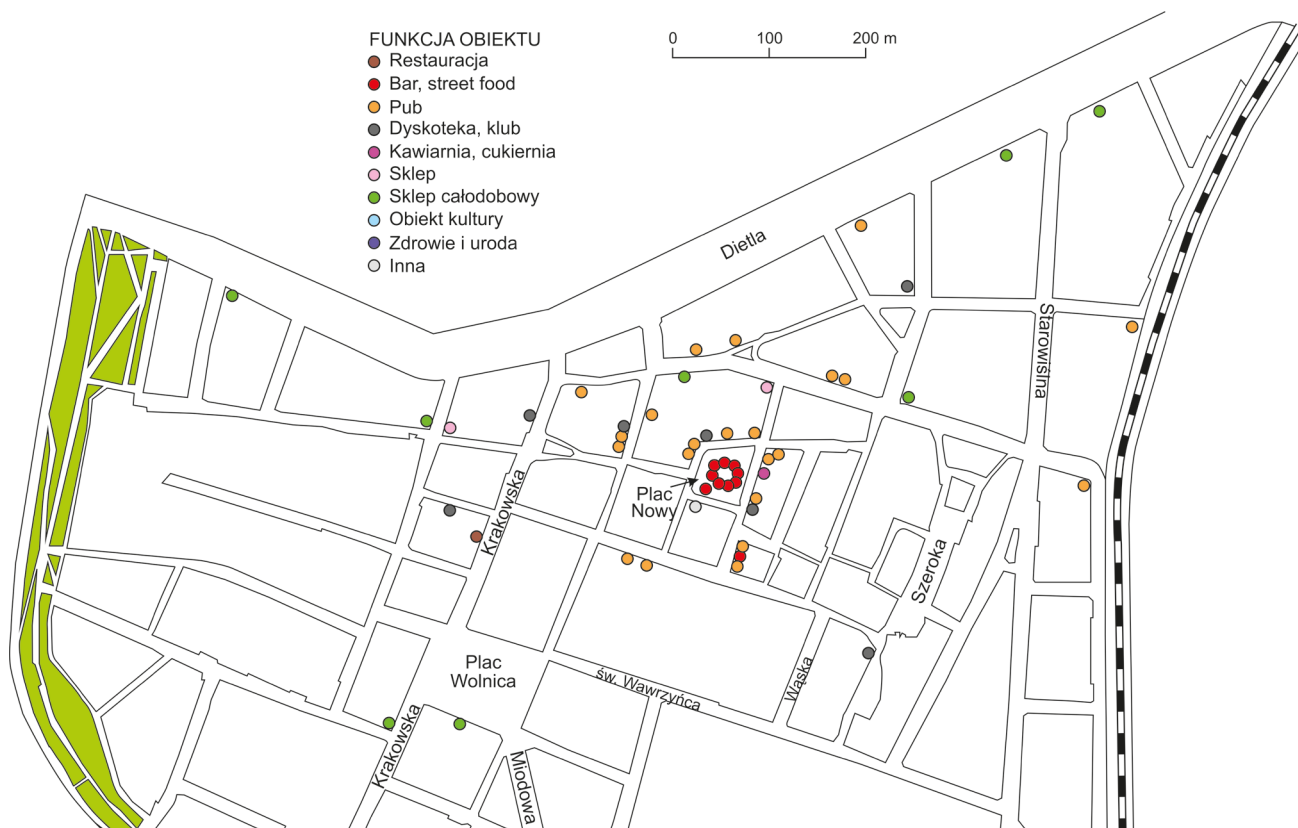 FUNKCJA OBIEKTU
Restauracja
Bar, street food
Pub
Dyskoteka, klub
Kawiarnia, cukiernia
Sklep
Sklep całodobowy
Obiekt kultury
Zdrowie i uroda
Inna
0 100 200 m
Dietla
Starowiślna
Krakowska
Plac
Nowy
Szeroka
Plac
Wolnica
św. Wawrzyńca
Wąska
Krakowska
Miodowa